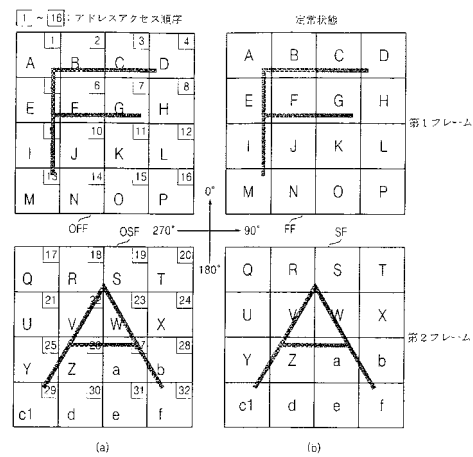 1 ~ 16 : アドレスアクセス順序
定常状態
1 2 3 4
A B C D
6 7 8
E F G H
10 11 12
I J K L
13 14 15 16
M N O P
A B C D
E F G H
I J K L
M N O P
第1フレーム
OFF OSF 270° 0° 90° 180° FF SF
17 18 19 20
Q R S T
21 22 23 24
U V W X
25 26 27 28
Y Z a b
29 30 31 32
c1 d e f
Q R S T
U V W X
Y Z a b
c1 d e f
第2フレーム
(a) (b)